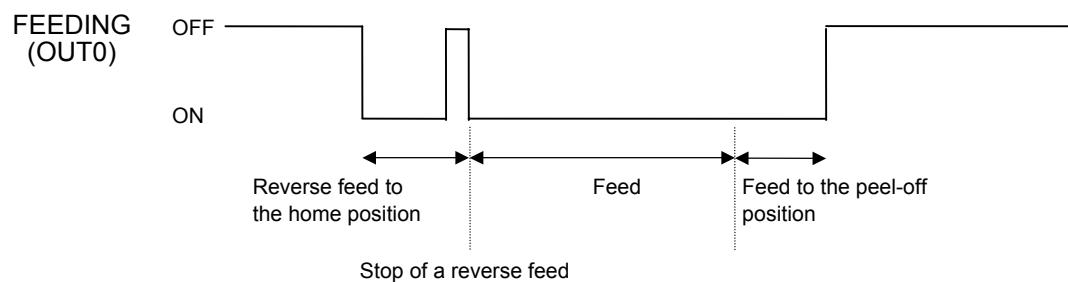 FEEDING
(OUT0)
OFF
ON
Reverse feed to
the home position
Feed
Feed to the peel-off
position
Stop of a reverse feed